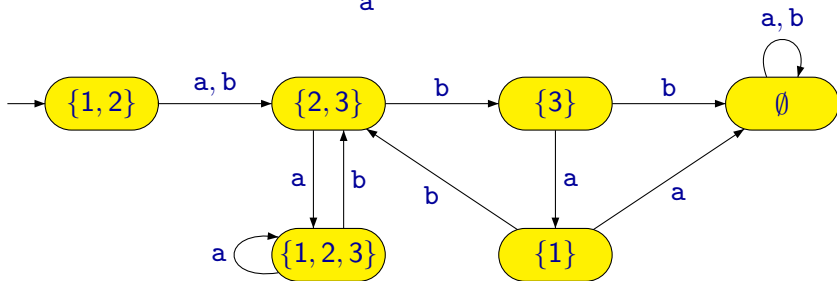 a
a, b
{1, 2}
a, b
{2, 3}
b
{3}
b
∅
a
b
b
a
a
a
{1, 2, 3}
{1}